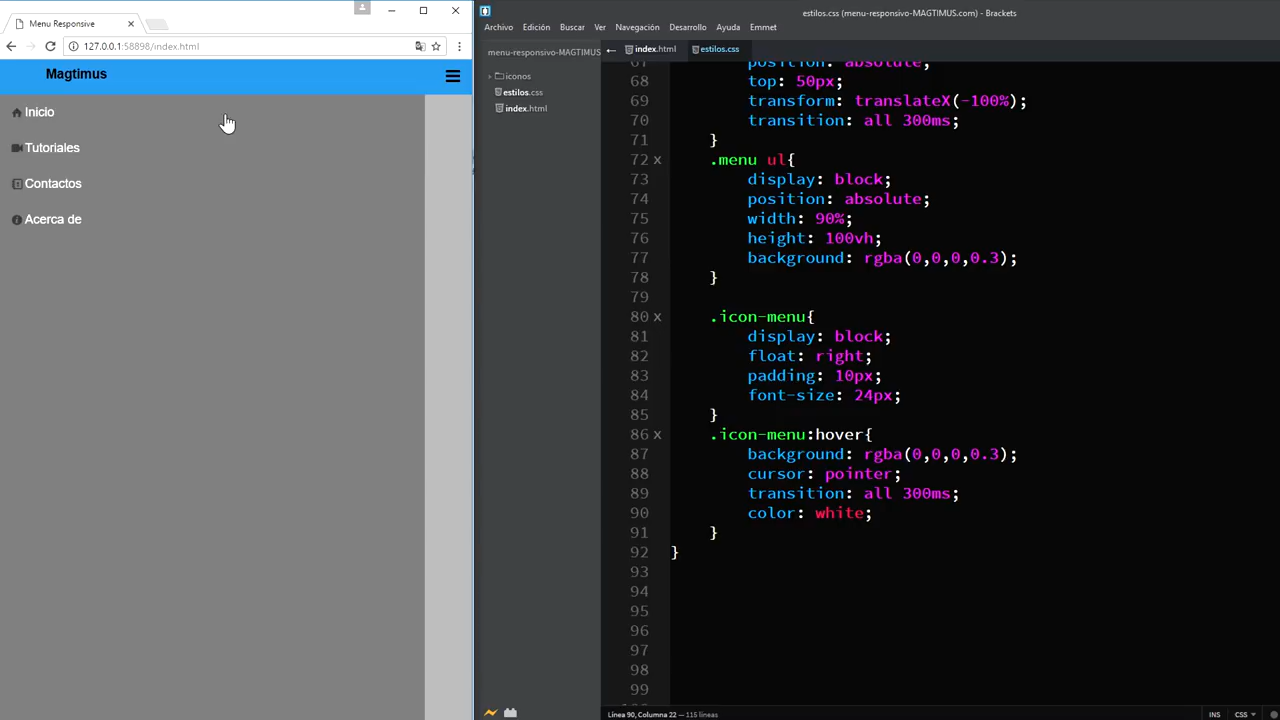 Menu Responsive
127.0.0.1:58898/index.html
Magtimus
Inicio
Tutoriales
Contactos
Acerca de
estilos.css (menu-responsivo-MAGTIMUS.com) - Brackets
Archivo Edición Buscar Ver Navegación Desarrollo Ayuda Emmet
menu-responsivo-MAGTIMUS
iconos
estilos.css
index.html
index.html estilos.css
67 position: absolute;
68 top: 50px;
69 transform: translateX(-100%);
70 transition: all 300ms;
71 }
72 x .menu ul{
73 display: block;
74 position: absolute;
75 width: 90%;
76 height: 100vh;
77 background: rgba(0,0,0,0.3);
78 }
79
80 x .icon-menu{
81 display: block;
82 float: right;
83 padding: 10px;
84 font-size: 24px;
85 }
86 x .icon-menu:hover{
87 background: rgba(0,0,0,0.3);
88 cursor: pointer;
89 transition: all 300ms;
90 color: white;
91 }
92 }
93
94
95
96
97
98
99
Línea 90, Columna 22 — 115 líneas
INS CSS